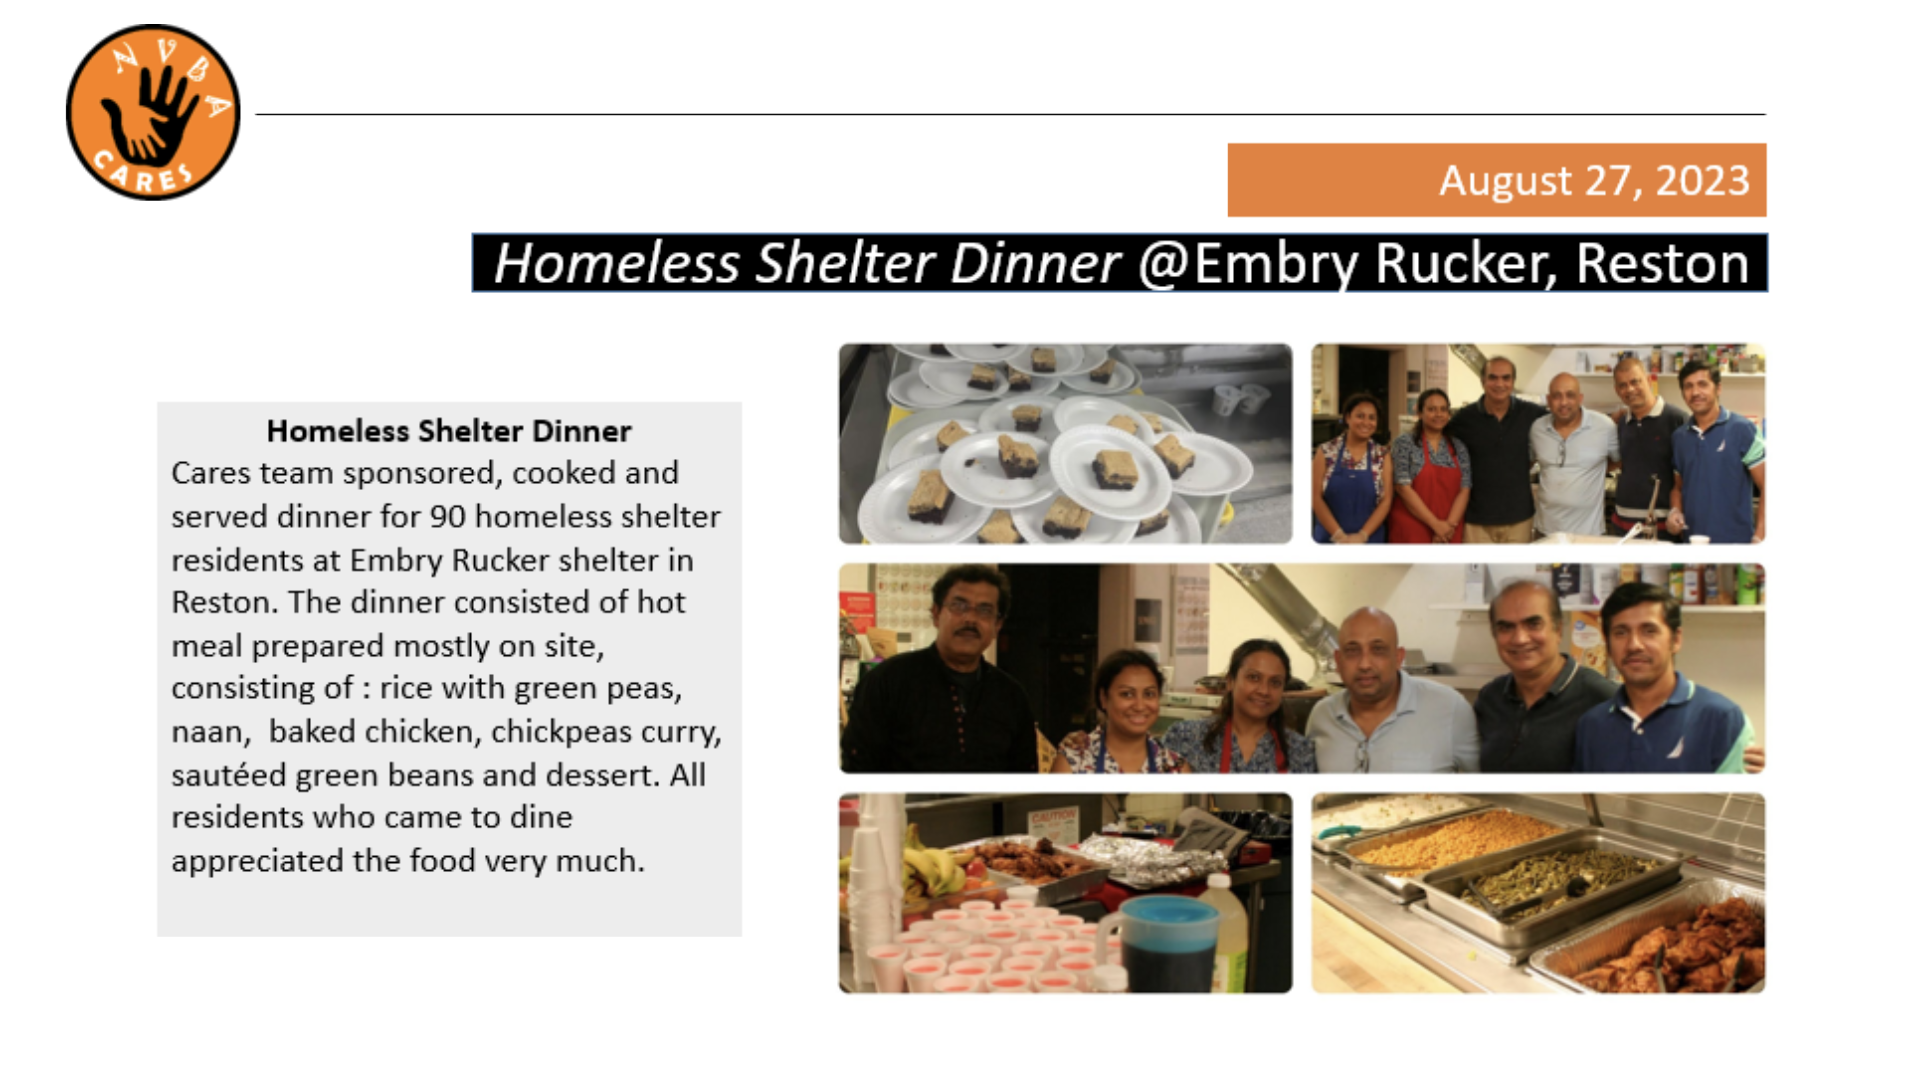 NVBA
CARES
August 27, 2023
Homeless Shelter Dinner @Embry Rucker, Reston
Homeless Shelter Dinner
Cares team sponsored, cooked and
served dinner for 90 homeless shelter
residents at Embry Rucker shelter in
Reston. The dinner consisted of hot
meal prepared mostly on site,
consisting of : rice with green peas,
naan,  baked chicken, chickpeas curry,
sautéed green beans and dessert. All
residents who came to dine
appreciated the food very much.
CAUTION